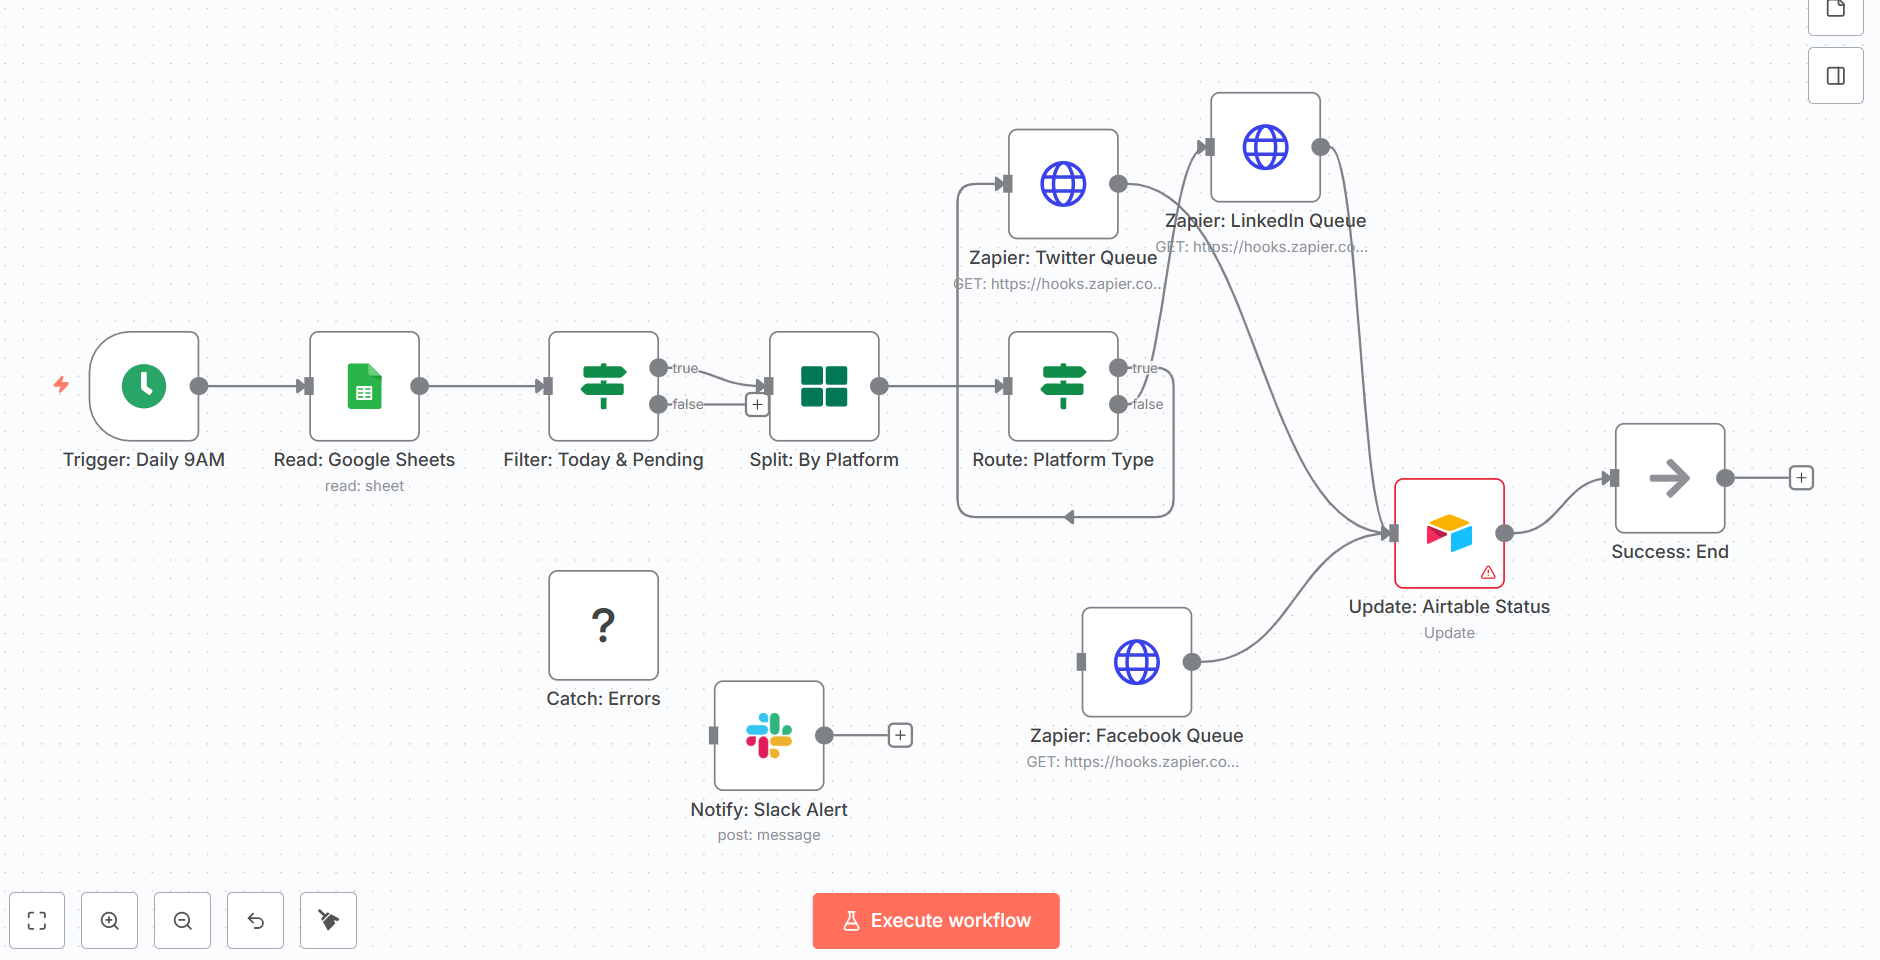 Zapier: LinkedIn Queue
GET: https://hooks.zapier.co...
Zapier: Twitter Queue
GET: https://hooks.zapier.co...
true
false
true
false
Trigger: Daily 9AM
Read: Google Sheets
read: sheet
Filter: Today & Pending
Split: By Platform
Route: Platform Type
Success: End
Update: Airtable Status
Update
?
Catch: Errors
Zapier: Facebook Queue
GET: https://hooks.zapier.co...
Notify: Slack Alert
post: message
Execute workflow